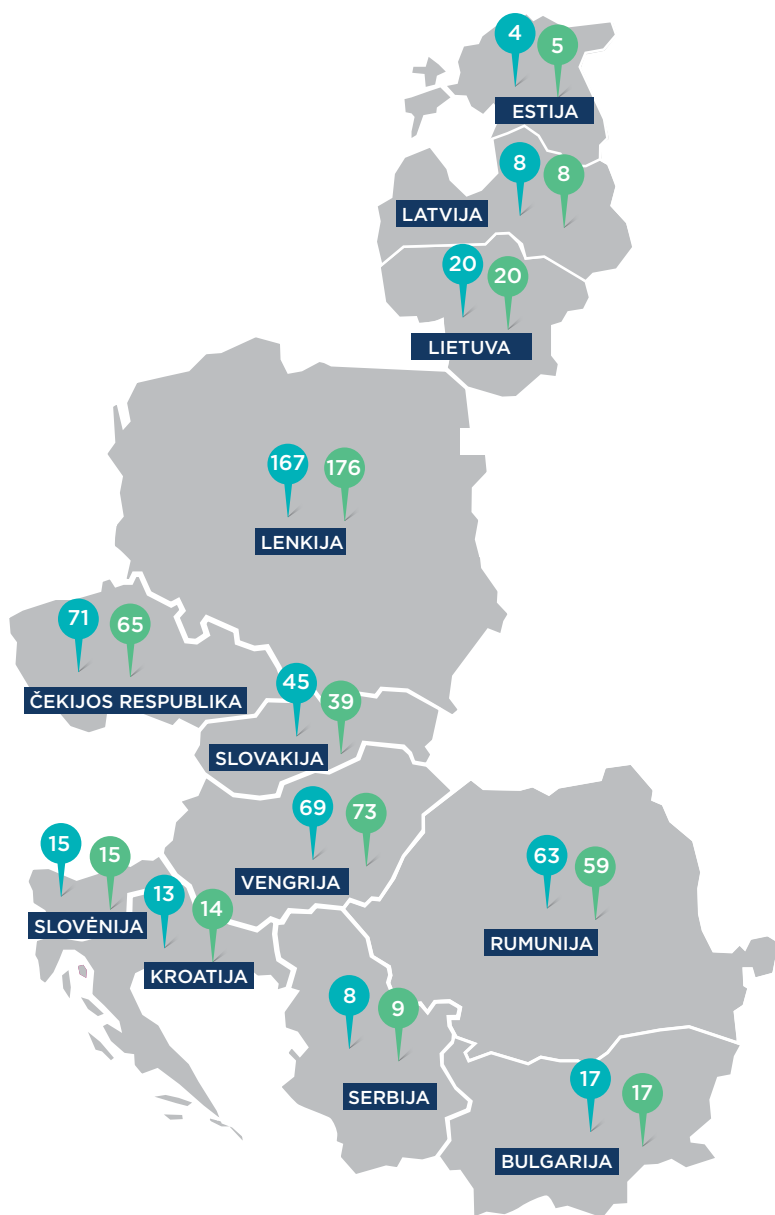 4
5
ESTIJA
8
8
LATVIJA
20
20
LIETUVA
167
176
LENKIJA
71
65
ČEKIJOS RESPUBLIKA
45
39
SLOVAKIJA
69
73
VENGRIJA
15
15
SLOVĖNIJA
13
14
KROATIJA
63
59
RUMUNIJA
8
9
SERBIJA
17
17
BULGARIJA